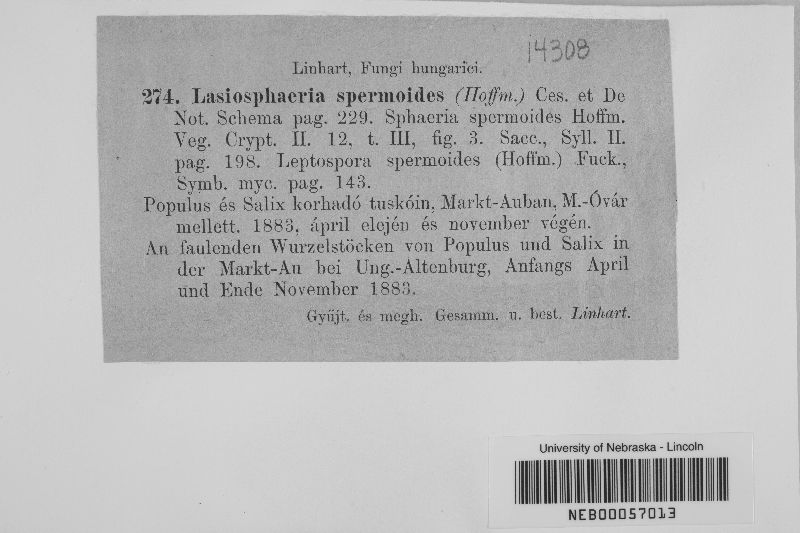 14308
Linhart, Fungi hungarici.
274. Lasiosphaeria spermoides (Hoffm.) Ces. et De
Not. Schema pag. 229. Sphaeria spermoides Hoffm.
Veg. Crypt. II. 12, t. III, fig. 3. Sacc., Syll. II.
pag. 198. Leptospora spermoides (Hoffm.) Fuck.,
Symb. myc. pag. 143.
Populus és Salix korhadó tuskóin, Markt-Auban, M.-Óvár
mellett. 1883, ápril elején és november végén.
An faulenden Wurzelstöcken von Populus und Salix in
der Markt-Au bei Ung.-Altenburg, Anfangs April
und Ende November 1883.
Gyűjt. és megh. Gesamm. u. best. Linhart.
University of Nebraska - Lincoln
NEB00057013